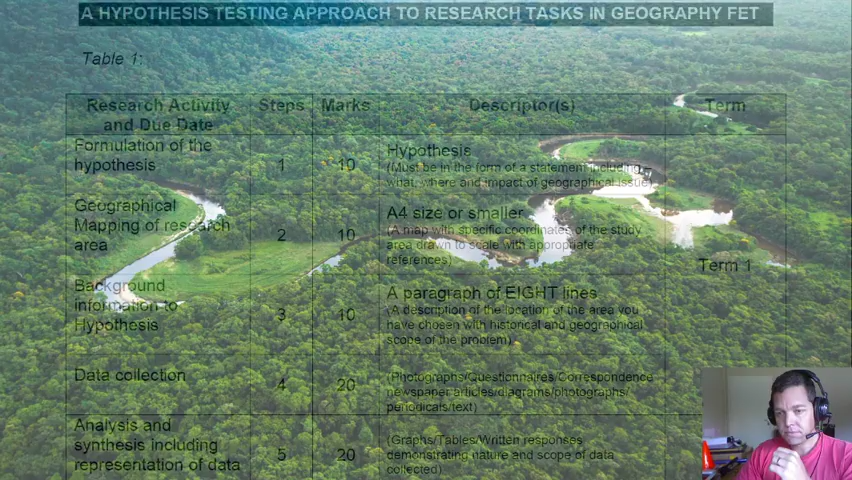 A HYPOTHESIS TESTING APPROACH TO RESEARCH TASKS IN GEOGRAPHY FET
Table 1:
Research Activity and Due Date Steps Marks Descriptor(s) Term
Formulation of the
hypothesis
1
10
Hypothesis
(Must be in the form of a statement including
what, where and impact of geographical issue)
Geographical
Mapping of research
area
2
10
A4 size or smaller
(A map with specific coordinates of the study
area drawn to scale with appropriate
references)
Term 1
Background
information to
Hypothesis
3
10
A paragraph of EIGHT lines
(A description of the location of the area you
have chosen with historical and geographical
scope of the problem)
Data collection
4
20
(Photographs/Questionnaires/Correspondence
newspaper articles/diagrams/photographs/
periodicals/text)
Analysis and
synthesis including
representation of data
5
20
(Graphs/Tables/Written responses
demonstrating nature and scope of data
collected)